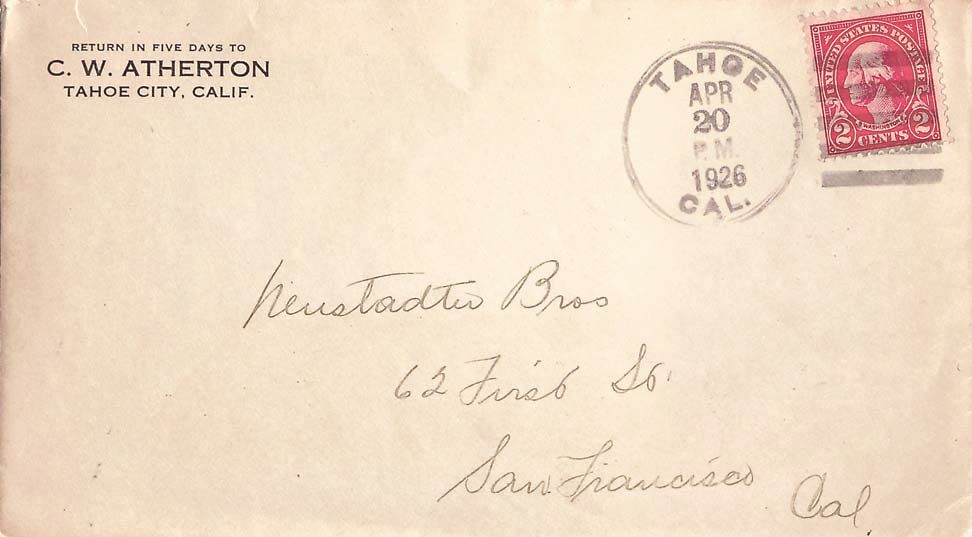 RETURN IN FIVE DAYS TO
C. W. ATHERTON
TAHOE CITY, CALIF.
TAHOE
APR
20
P.M.
1926
CAL.
UNITED STATES POSTAGE
WASHINGTON
2 CENTS 2
Neustadter Bros
62 First St.
San Francisco
Cal